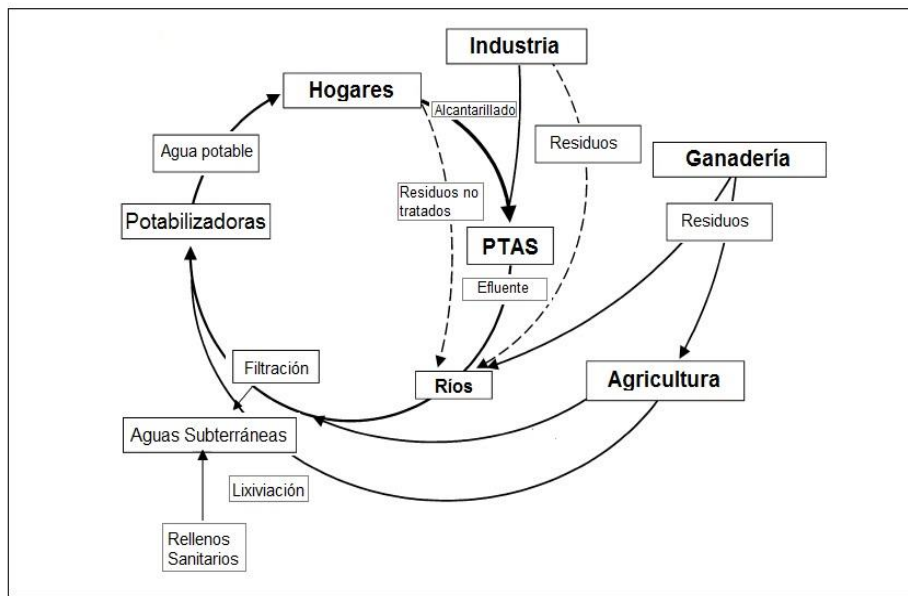 Industria
Hogares
Alcantarillado
Agua potable
Residuos
Ganadería
Residuos no
tratados
Residuos
Potabilizadoras
PTAS
Efluente
Filtración
Ríos
Agricultura
Aguas Subterráneas
Lixiviación
Rellenos
Sanitarios